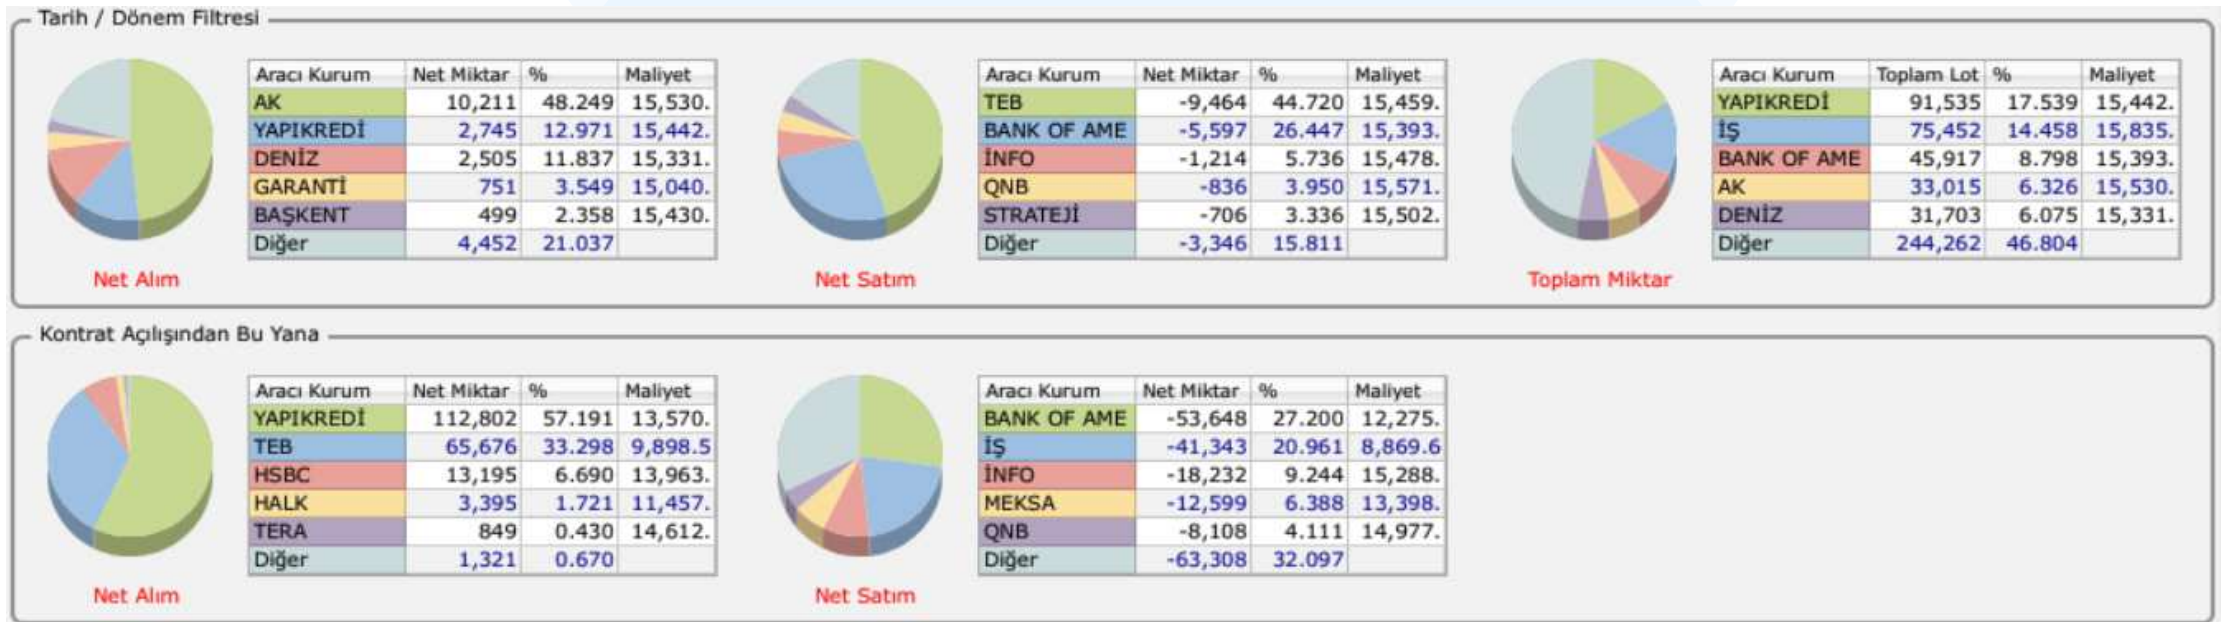 Tarih / Dönem Filtresi
Aracı Kurum Net Miktar % Maliyet
AK 10,211 48.249 15,530.
YAPIKREDİ 2,745 12.971 15,442.
DENİZ 2,505 11.837 15,331.
GARANTİ 751 3.549 15,040.
BAŞKENT 499 2.358 15,430.
Diğer 4,452 21.037
Net Alım
Aracı Kurum Net Miktar % Maliyet
TEB -9,464 44.720 15,459.
BANK OF AME -5,597 26.447 15,393.
İNFO -1,214 5.736 15,478.
QNB -836 3.950 15,571.
STRATEJİ -706 3.336 15,502.
Diğer -3,346 15.811
Net Satım
Aracı Kurum Toplam Lot % Maliyet
YAPIKREDİ 91,535 17.539 15,442.
İŞ 75,452 14.458 15,835.
BANK OF AME 45,917 8.798 15,393.
AK 33,015 6.326 15,530.
DENİZ 31,703 6.075 15,331.
Diğer 244,262 46.804
Toplam Miktar
Kontrat Açılışından Bu Yana
Aracı Kurum Net Miktar % Maliyet
YAPIKREDİ 112,802 57.191 13,570.
TEB 65,676 33.298 9,898.5
HSBC 13,195 6.690 13,963.
HALK 3,395 1.721 11,457.
TERA 849 0.430 14,612.
Diğer 1,321 0.670
Net Alım
Aracı Kurum Net Miktar % Maliyet
BANK OF AME -53,648 27.200 12,275.
İŞ -41,343 20.961 8,869.6
İNFO -18,232 9.244 15,288.
MEKSA -12,599 6.388 13,398.
QNB -8,108 4.111 14,977.
Diğer -63,308 32.097
Net Satım